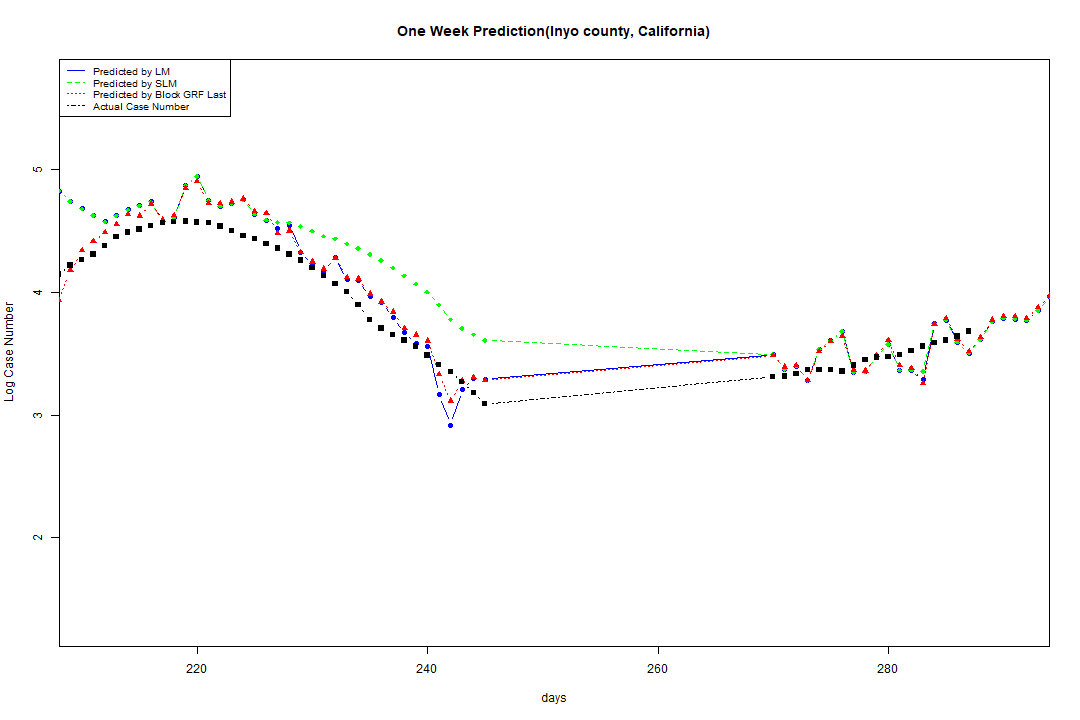 One Week Prediction(Inyo county, California)
Predicted by LM
Predicted by SLM
Predicted by Block GRF Last
Actual Case Number
5
4
3
2
Log Case Number
220 240 260 280
days